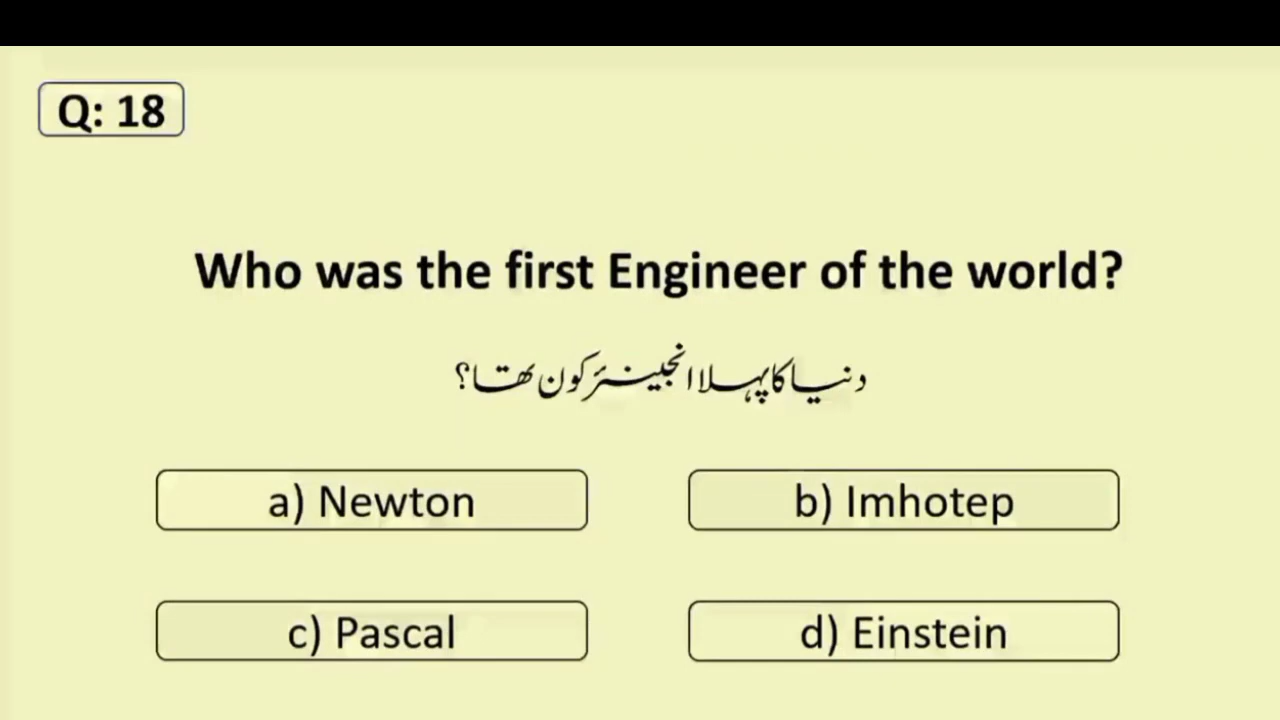 Q: 18
Who was the first Engineer of the world?
دنیا کا پہلا انجینئر کون تھا؟
a) Newton
b) Imhotep
c) Pascal
d) Einstein